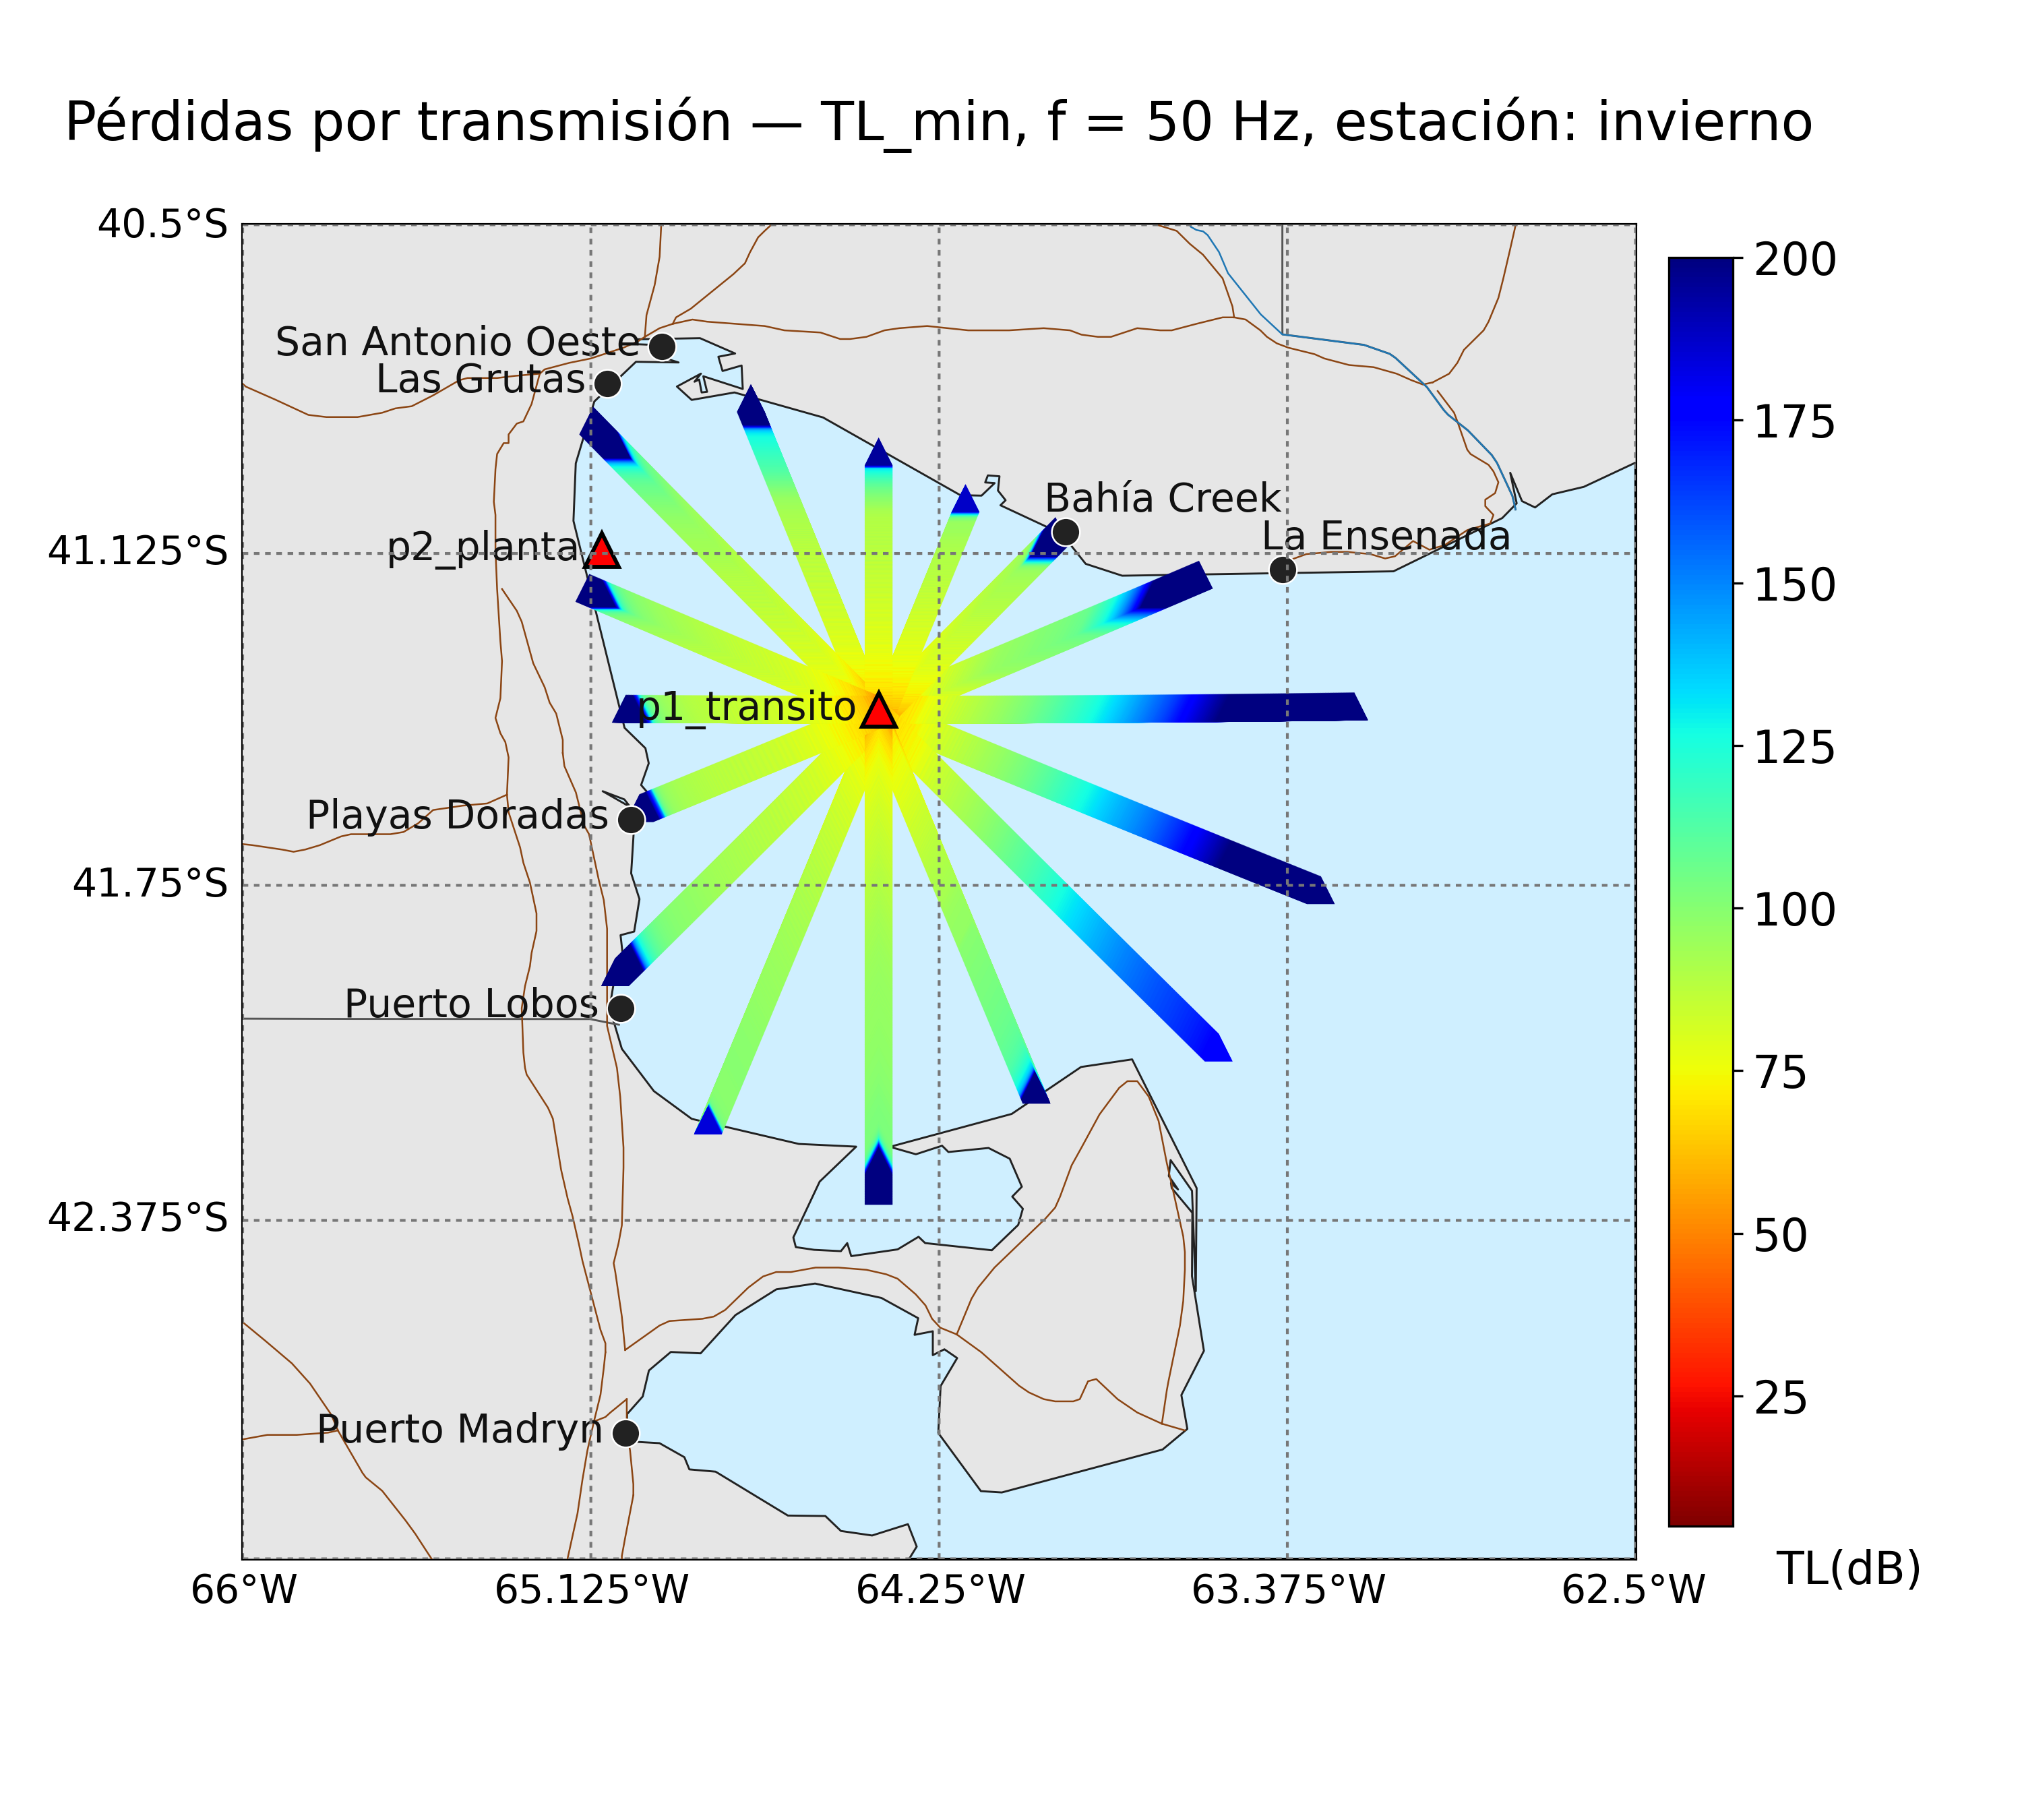 Pérdidas por transmisión — TL_min, f = 50 Hz, estación: invierno
40.5°S
200
San Antonio Oeste
Las Grutas
175
Bahía Creek
La Ensenada
p2_planta
41.125°S
150
p1_transito
125
Playas Doradas
41.75°S
100
Puerto Lobos
75
42.375°S
50
25
Puerto Madryn
TL(dB)
66°W
65.125°W
64.25°W
63.375°W
62.5°W